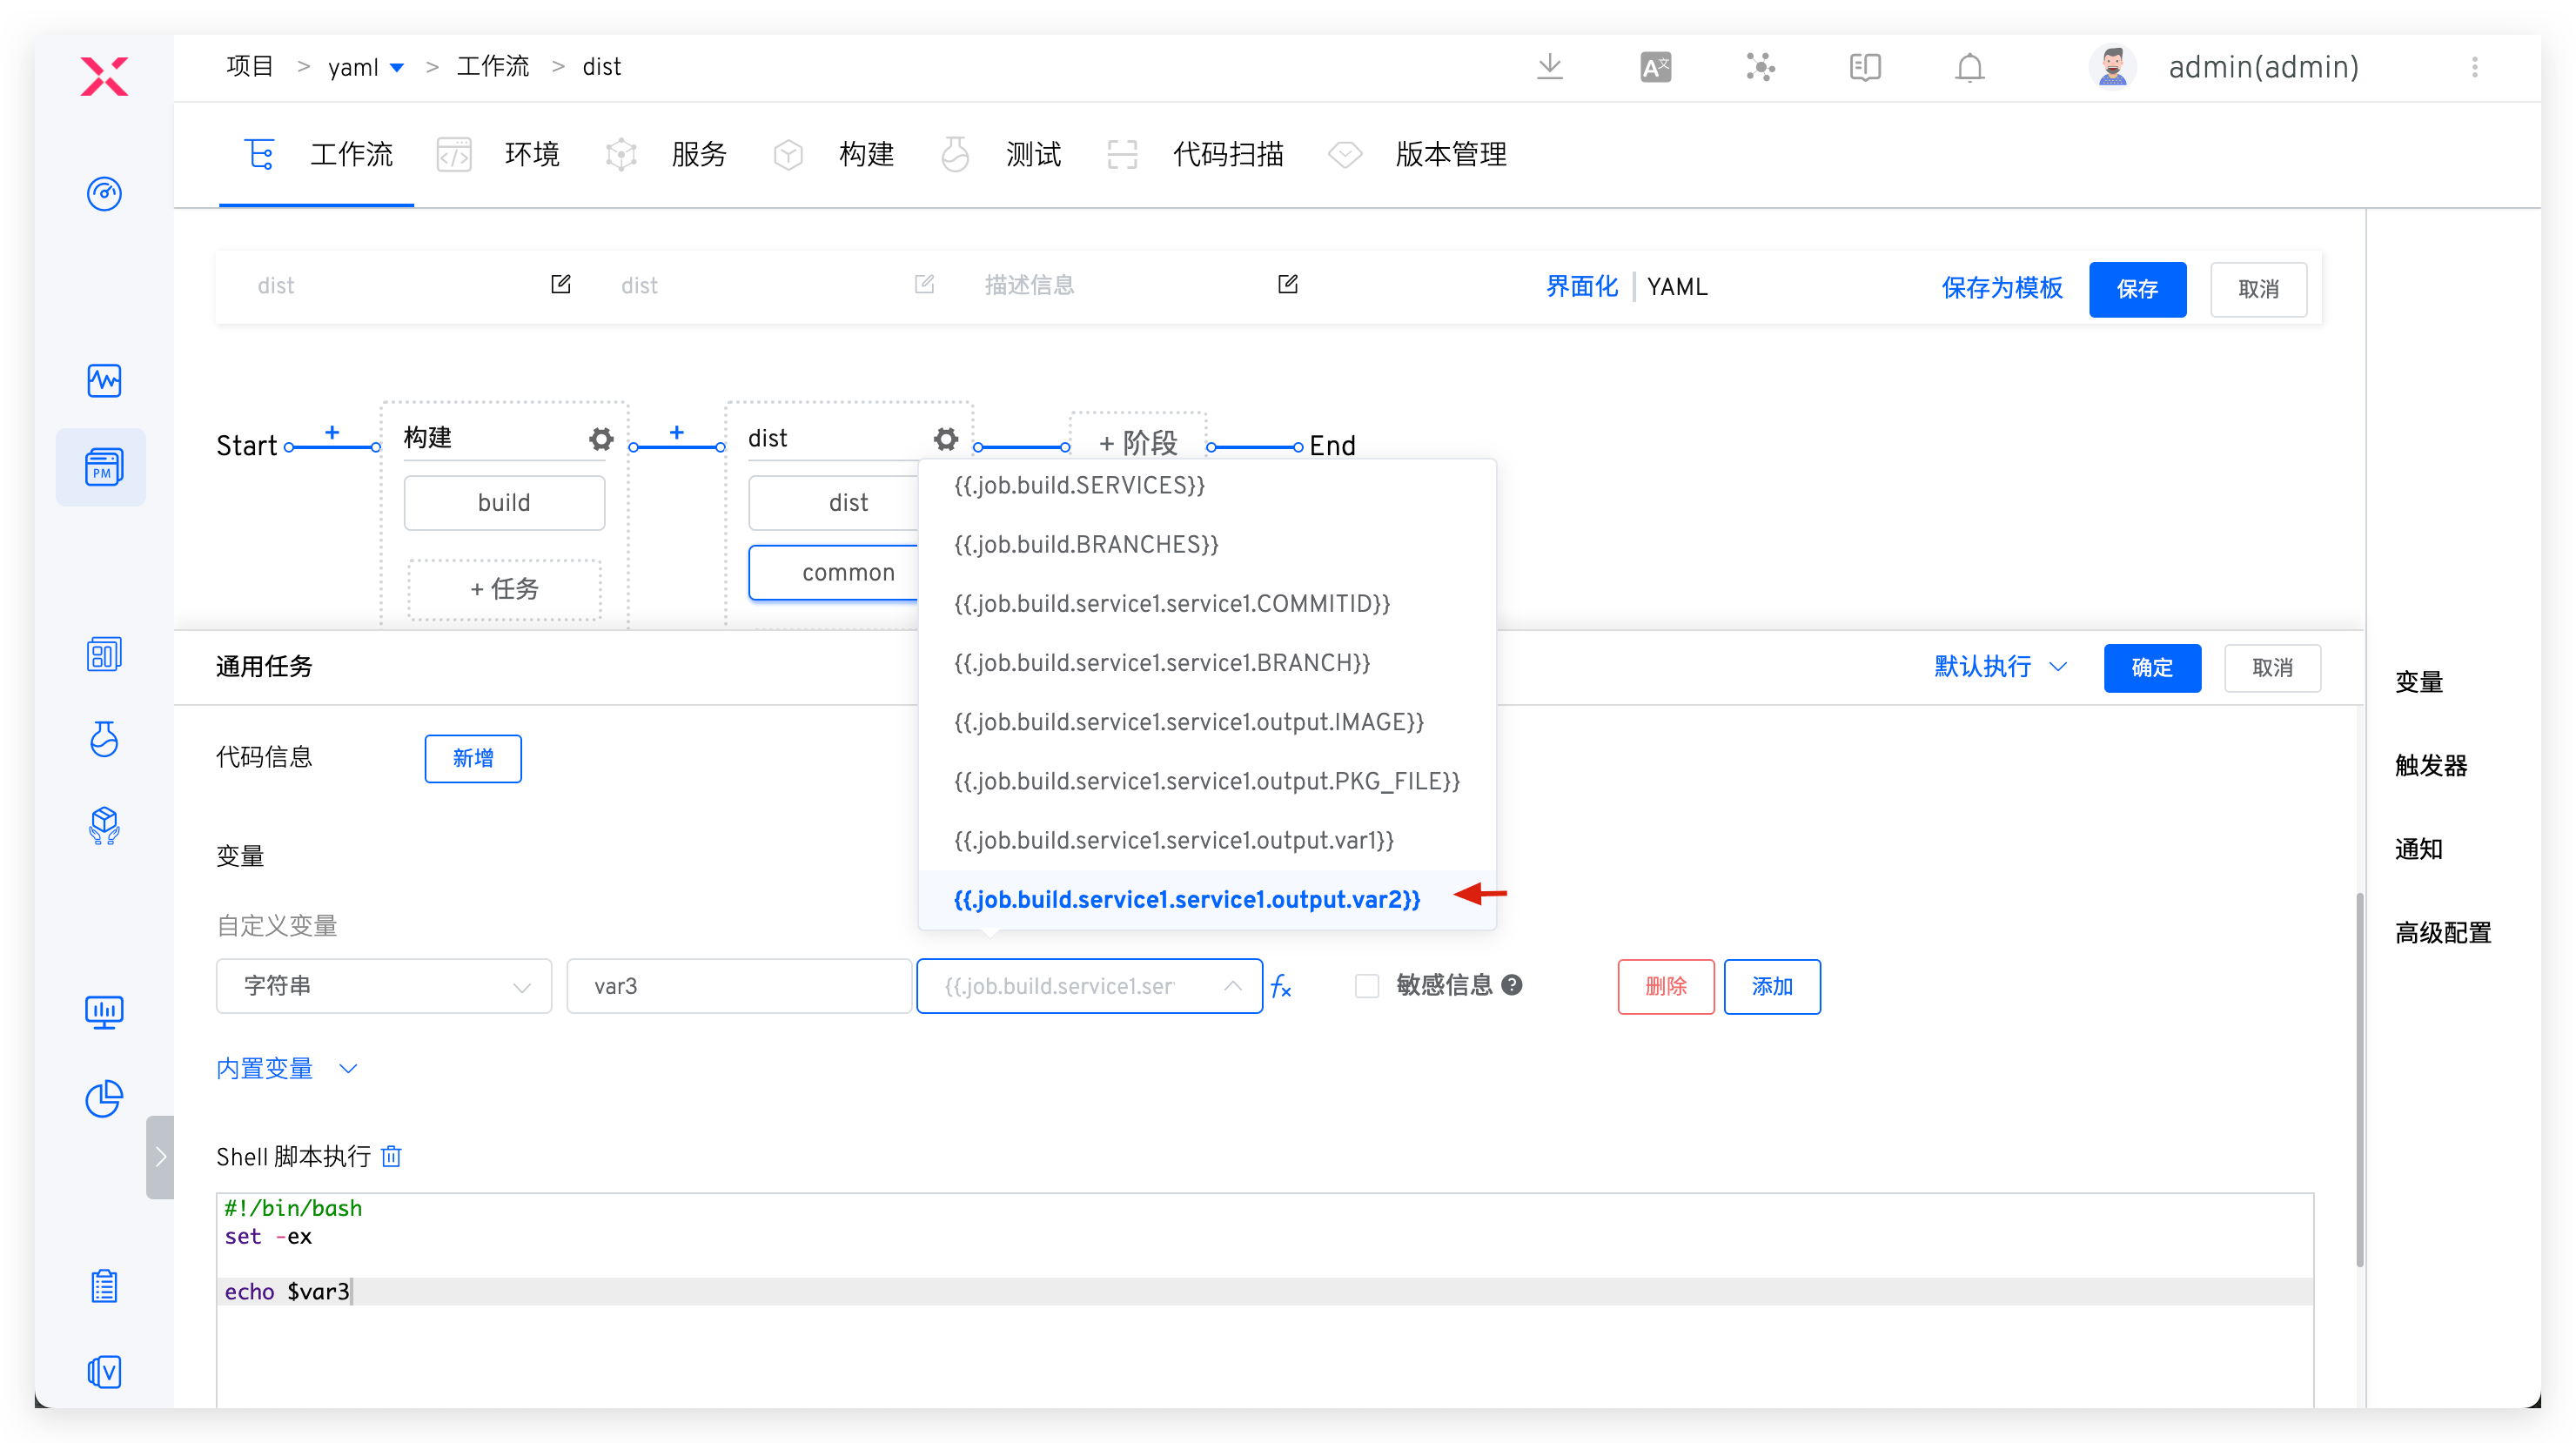 项目 > yaml > 工作流 > dist
admin(admin)
工作流 环境 服务 构建 测试 代码扫描 版本管理
dist dist 描述信息 界面化 YAML 保存为模板 保存 取消
Start + 构建 + dist + 阶段 End
build dist
common
+ 任务
PM
{{.job.build.SERVICES}}
{{.job.build.BRANCHES}}
{{.job.build.service1.service1.COMMITID}}
{{.job.build.service1.service1.BRANCH}}
{{.job.build.service1.service1.output.IMAGE}}
{{.job.build.service1.service1.output.PKG_FILE}}
{{.job.build.service1.service1.output.var1}}
{{.job.build.service1.service1.output.var2}}
通用任务 默认执行 确定 取消
变量
触发器
通知
高级配置
代码信息 新增
变量
自定义变量
字符串 var3 {{.job.build.service1.ser fx 敏感信息 ? 删除 添加
内置变量
Shell 脚本执行
#!/bin/bash
set -ex
echo $var3